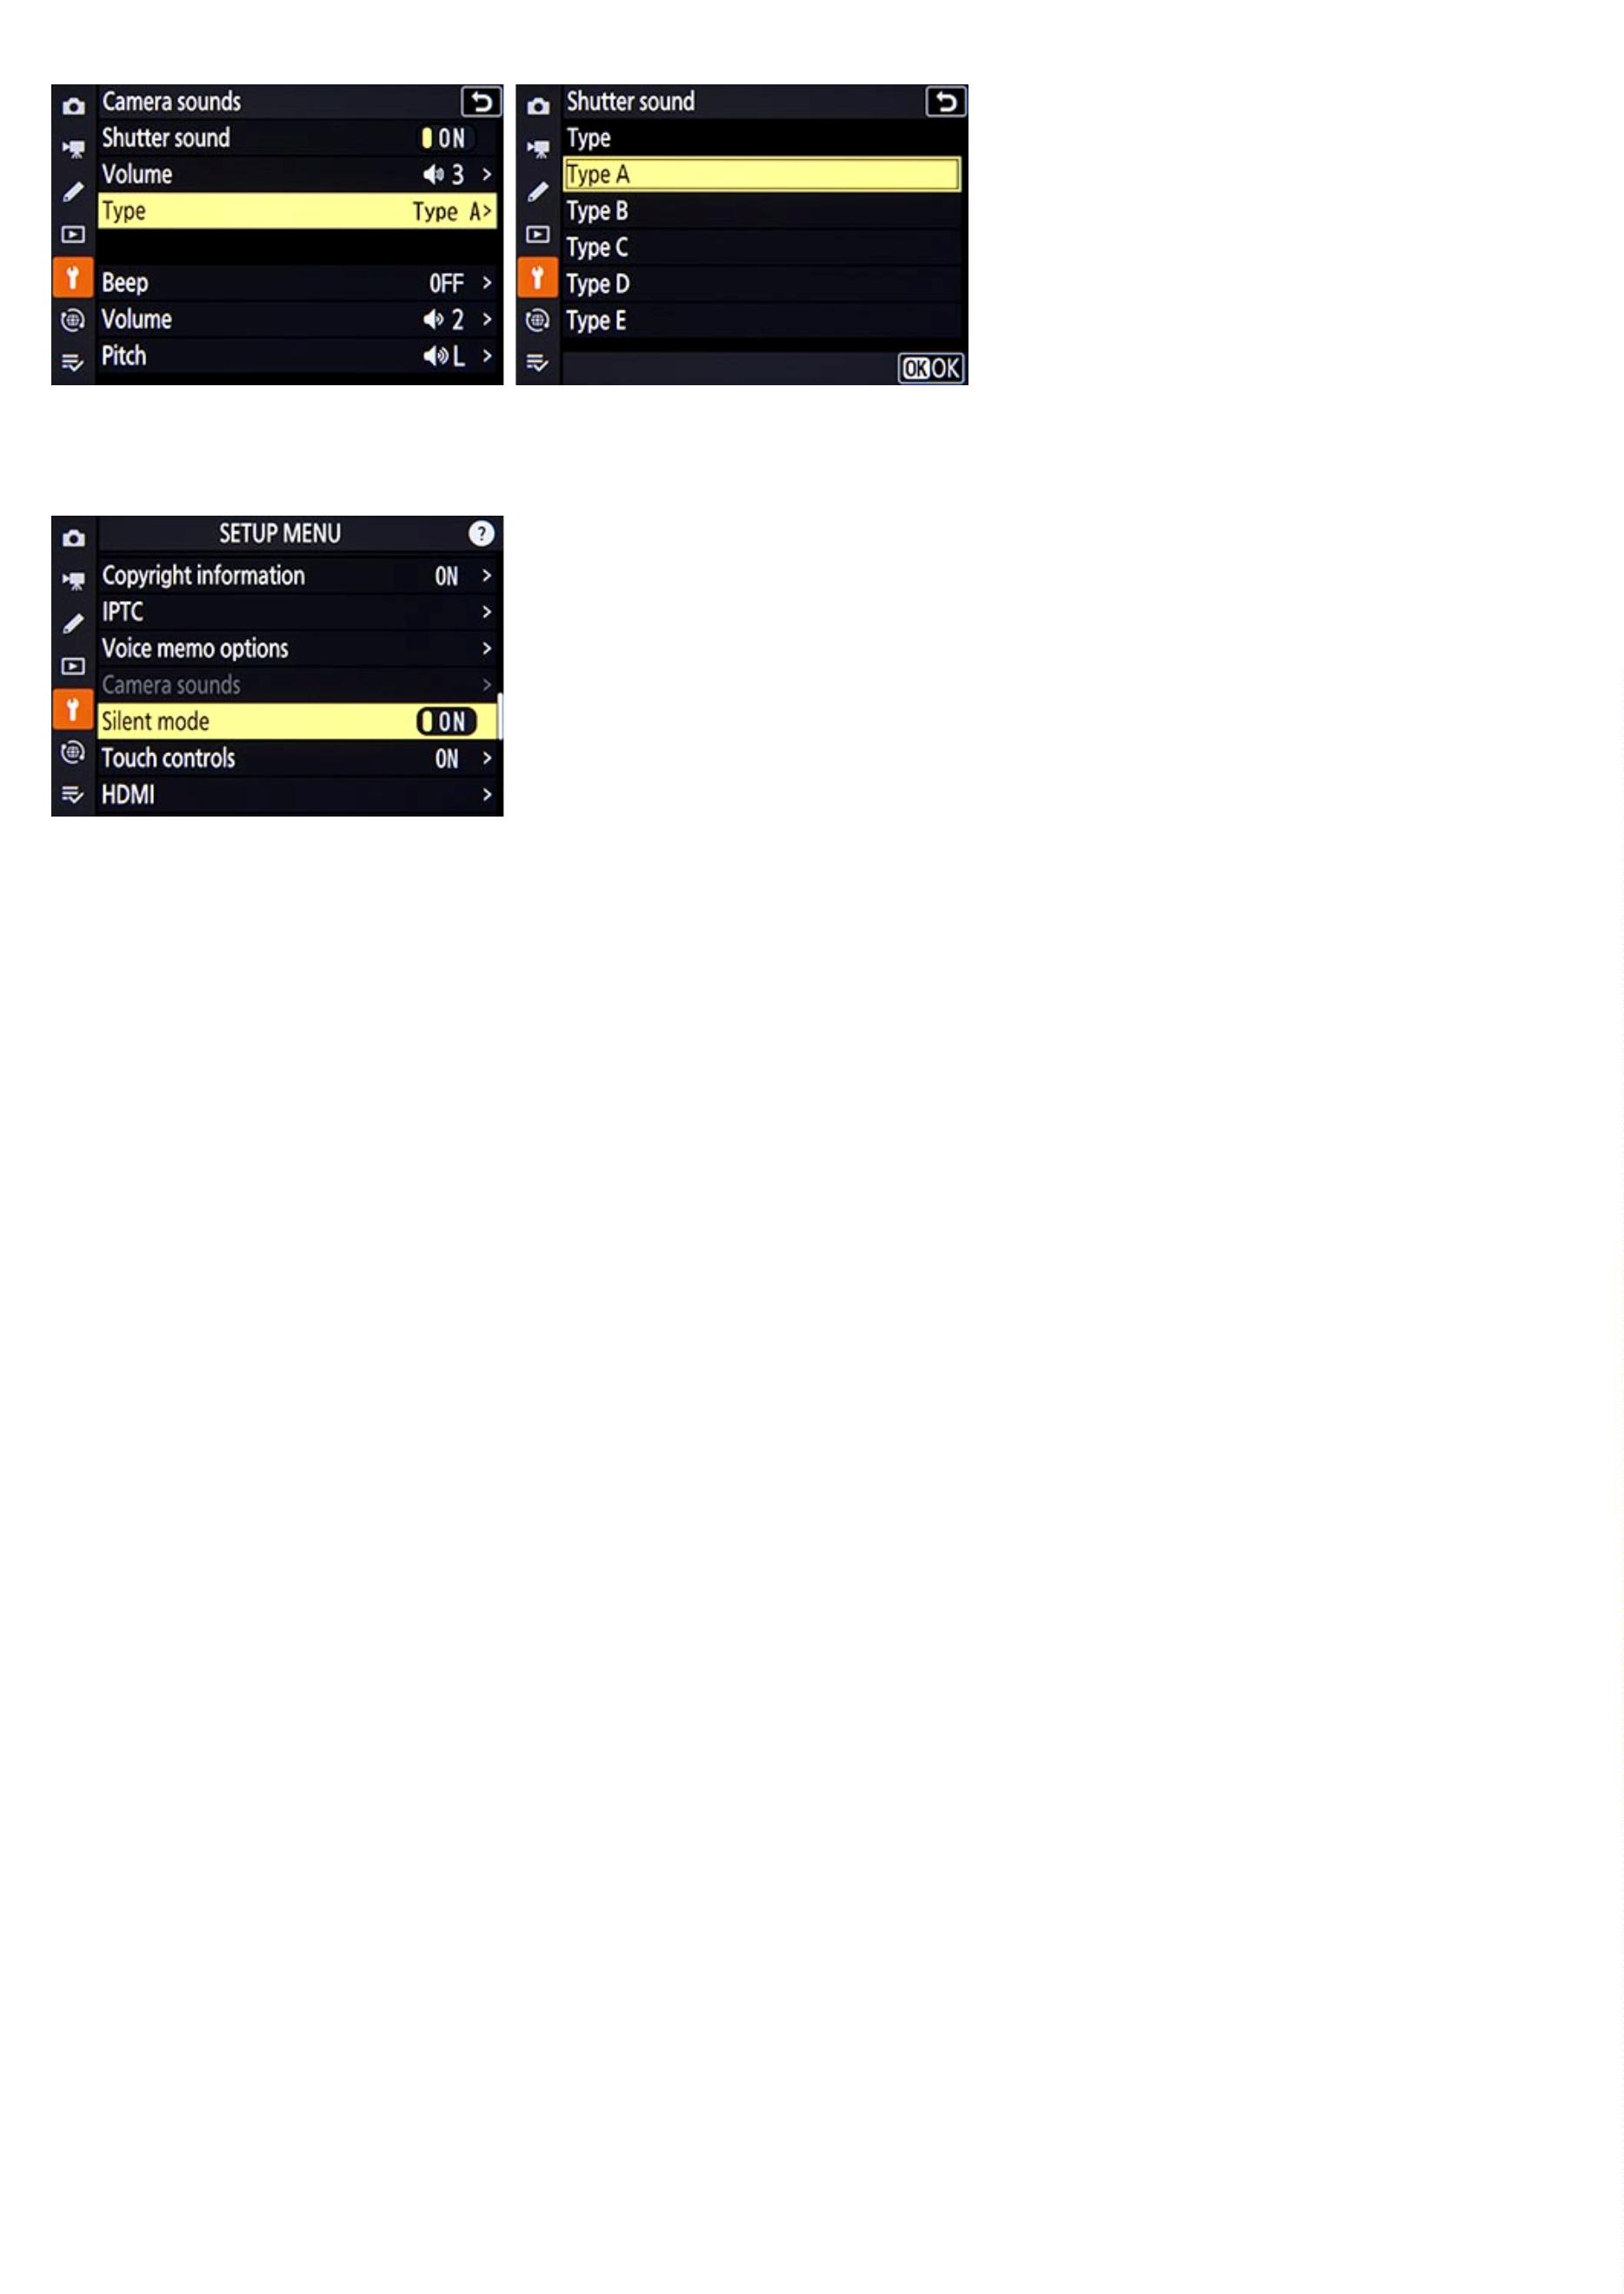 Camera sounds
Shutter sound ON
Volume 3 >
Type Type A>
Beep OFF >
Volume 2 >
Pitch L >
Shutter sound
Type
Type A
Type B
Type C
Type D
Type E
OK OK
SETUP MENU ?
Copyright information ON >
IPTC >
Voice memo options >
Camera sounds >
Silent mode ON
Touch controls ON >
HDMI >